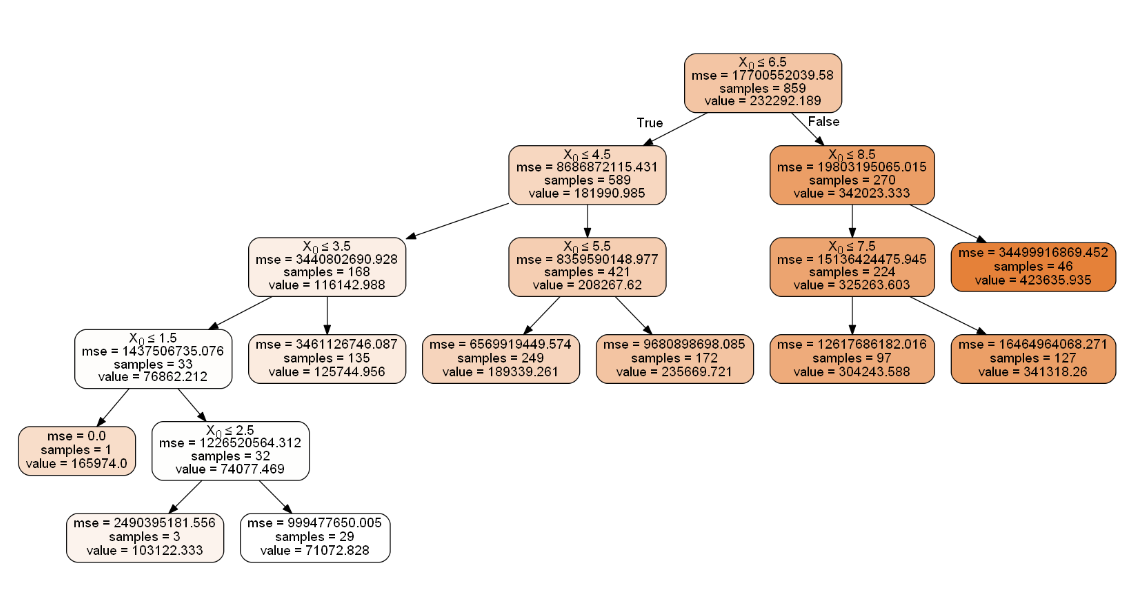 X0 ≤ 6.5
mse = 17700552039.58
samples = 859
value = 232292.189
True
False
X0 ≤ 4.5
mse = 8686872115.431
samples = 589
value = 181990.985
X0 ≤ 8.5
mse = 19803195065.015
samples = 270
value = 342023.333
X0 ≤ 3.5
mse = 3440802690.928
samples = 168
value = 116142.988
X0 ≤ 5.5
mse = 8359590148.977
samples = 421
value = 208267.62
X0 ≤ 7.5
mse = 15136424475.945
samples = 224
value = 325263.603
mse = 34499916869.452
samples = 46
value = 423635.935
X0 ≤ 1.5
mse = 1437506735.076
samples = 33
value = 76862.212
mse = 3461126746.087
samples = 135
value = 125744.956
mse = 6569919449.574
samples = 249
value = 189339.261
mse = 9680898698.085
samples = 172
value = 235669.721
mse = 12617686182.016
samples = 97
value = 304243.588
mse = 16464964068.271
samples = 127
value = 341318.26
mse = 0.0
samples = 1
value = 165974.0
X0 ≤ 2.5
mse = 1226520564.312
samples = 32
value = 74077.469
mse = 2490395181.556
samples = 3
value = 103122.333
mse = 999477650.005
samples = 29
value = 71072.828